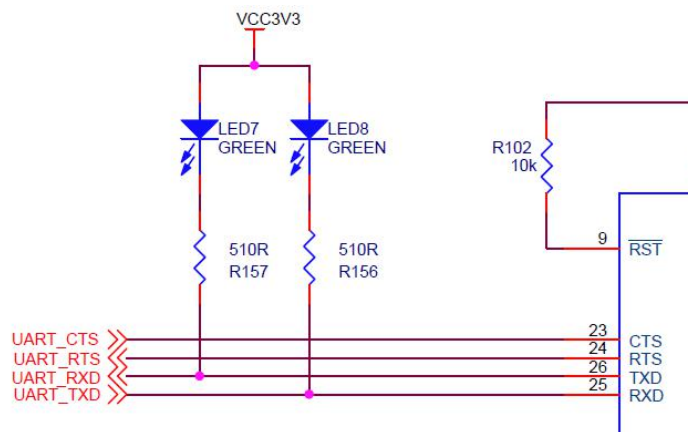 VCC3V3
LED7
GREEN
LED8
GREEN
R102
10k
510R
R157
510R
R156
9
RST
UART_CTS
23
CTS
UART_RTS
24
RTS
UART_RXD
26
TXD
UART_TXD
25
RXD